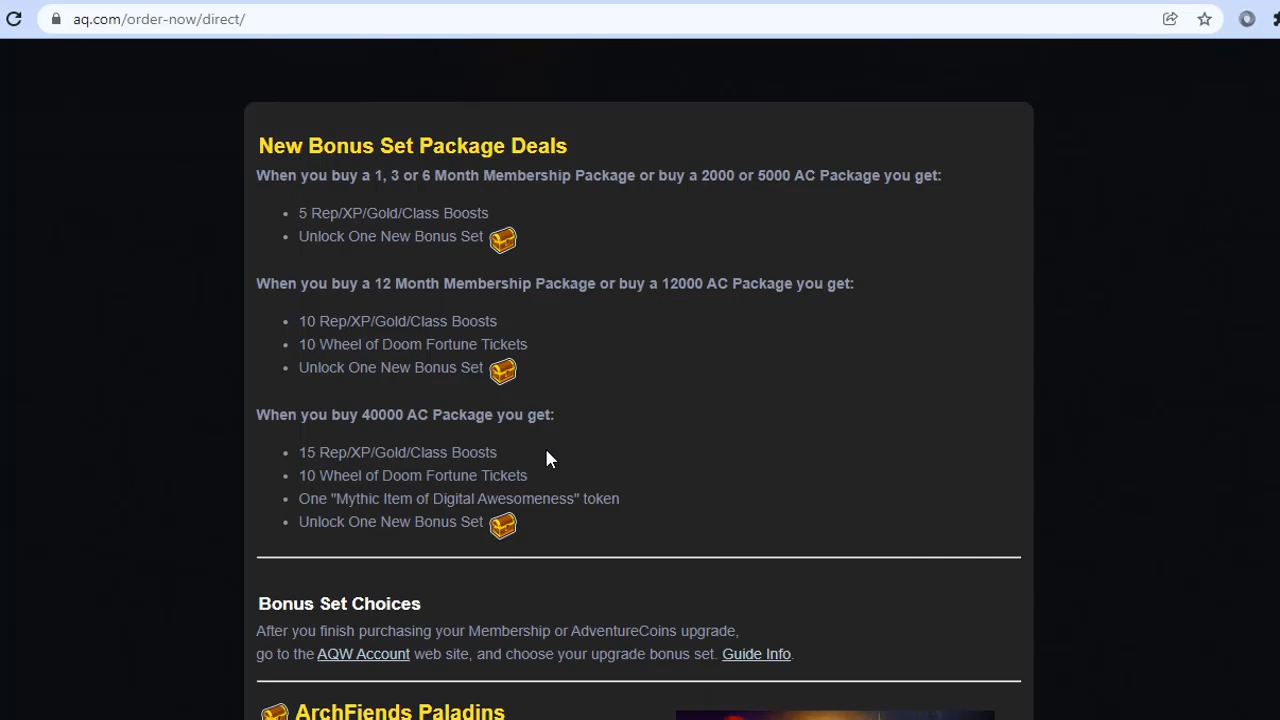 aq.com/order-now/direct/
New Bonus Set Package Deals
When you buy a 1, 3 or 6 Month Membership Package or buy a 2000 or 5000 AC Package you get:
• 5 Rep/XP/Gold/Class Boosts
• Unlock One New Bonus Set
When you buy a 12 Month Membership Package or buy a 12000 AC Package you get:
• 10 Rep/XP/Gold/Class Boosts
• 10 Wheel of Doom Fortune Tickets
• Unlock One New Bonus Set
When you buy 40000 AC Package you get:
• 15 Rep/XP/Gold/Class Boosts
• 10 Wheel of Doom Fortune Tickets
• One "Mythic Item of Digital Awesomeness" token
• Unlock One New Bonus Set
Bonus Set Choices
After you finish purchasing your Membership or AdventureCoins upgrade,
go to the AQW Account web site, and choose your upgrade bonus set. Guide Info.
ArchFiends Paladins